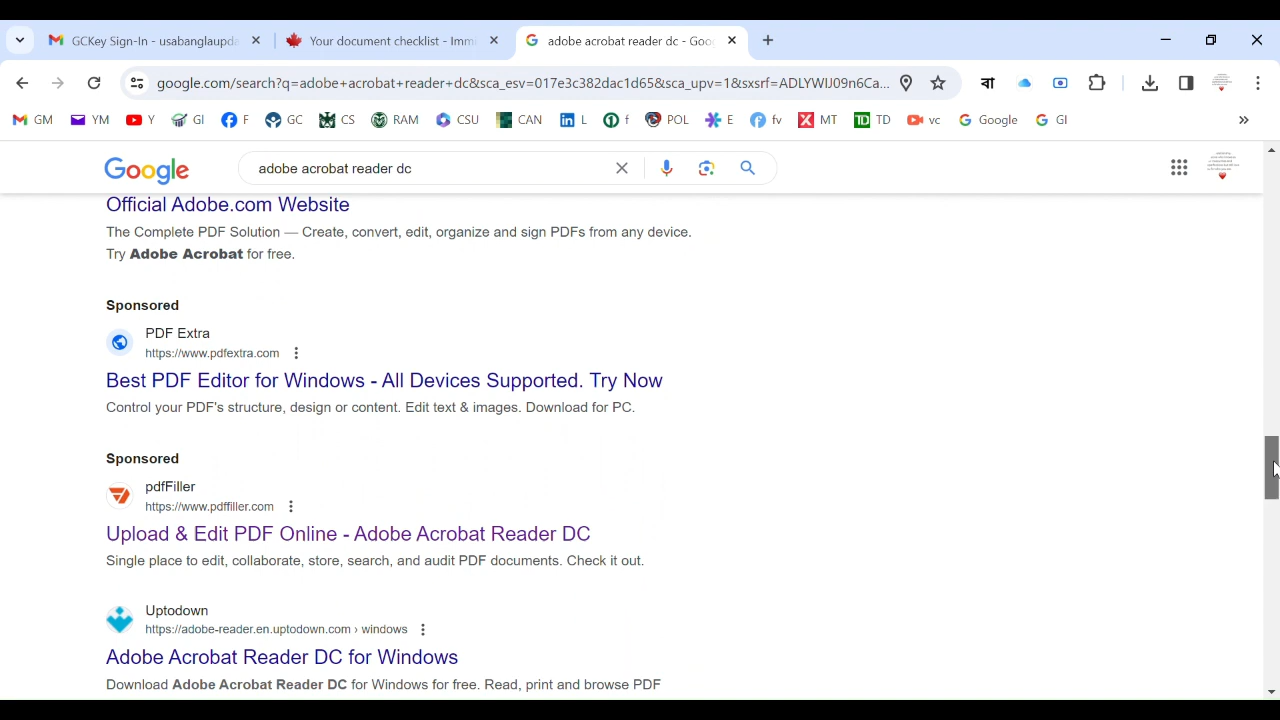 GCKey Sign-In - usabanglaupda
Your document checklist - Immi
adobe acrobat reader dc - Goo
google.com/search?q=adobe+acrobat+reader+dc&sca_esv=017e3c382dac1d65&sca_upv=1&sxsrf=ADLYWIJ09n6Ca...
বা
GM YM Y GI F GC CS RAM CSU CAN L f POL E fv MT TD vc Google GI
Google
adobe acrobat reader dc
Official Adobe.com Website
The Complete PDF Solution — Create, convert, edit, organize and sign PDFs from any device.
Try Adobe Acrobat for free.
Sponsored
PDF Extra
https://www.pdfextra.com
Best PDF Editor for Windows - All Devices Supported. Try Now
Control your PDF's structure, design or content. Edit text & images. Download for PC.
Sponsored
pdfFiller
https://www.pdffiller.com
Upload & Edit PDF Online - Adobe Acrobat Reader DC
Single place to edit, collaborate, store, search, and audit PDF documents. Check it out.
Uptodown
https://adobe-reader.en.uptodown.com › windows
Adobe Acrobat Reader DC for Windows
Download Adobe Acrobat Reader DC for Windows for free. Read, print and browse PDF